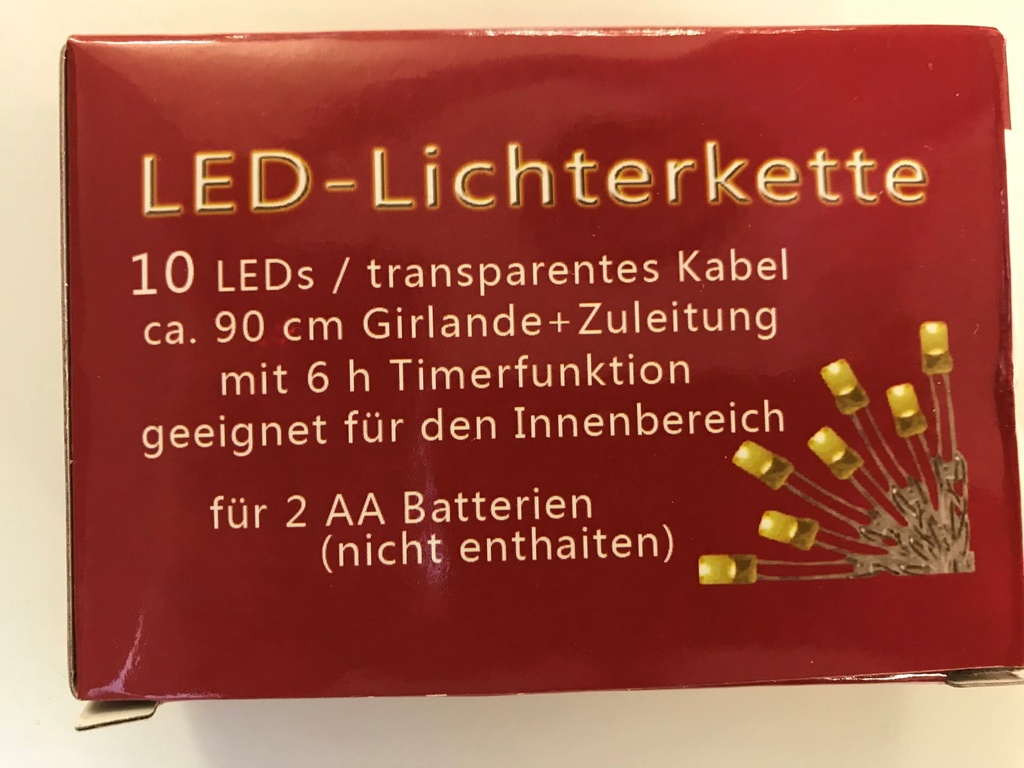 LED-Lichterkette
10 LEDs / transparentes Kabel
ca. 90 cm Girlande+Zuleitung
mit 6 h Timerfunktion
geeignet für den Innenbereich
für 2 AA Batterien
(nicht enthaiten)